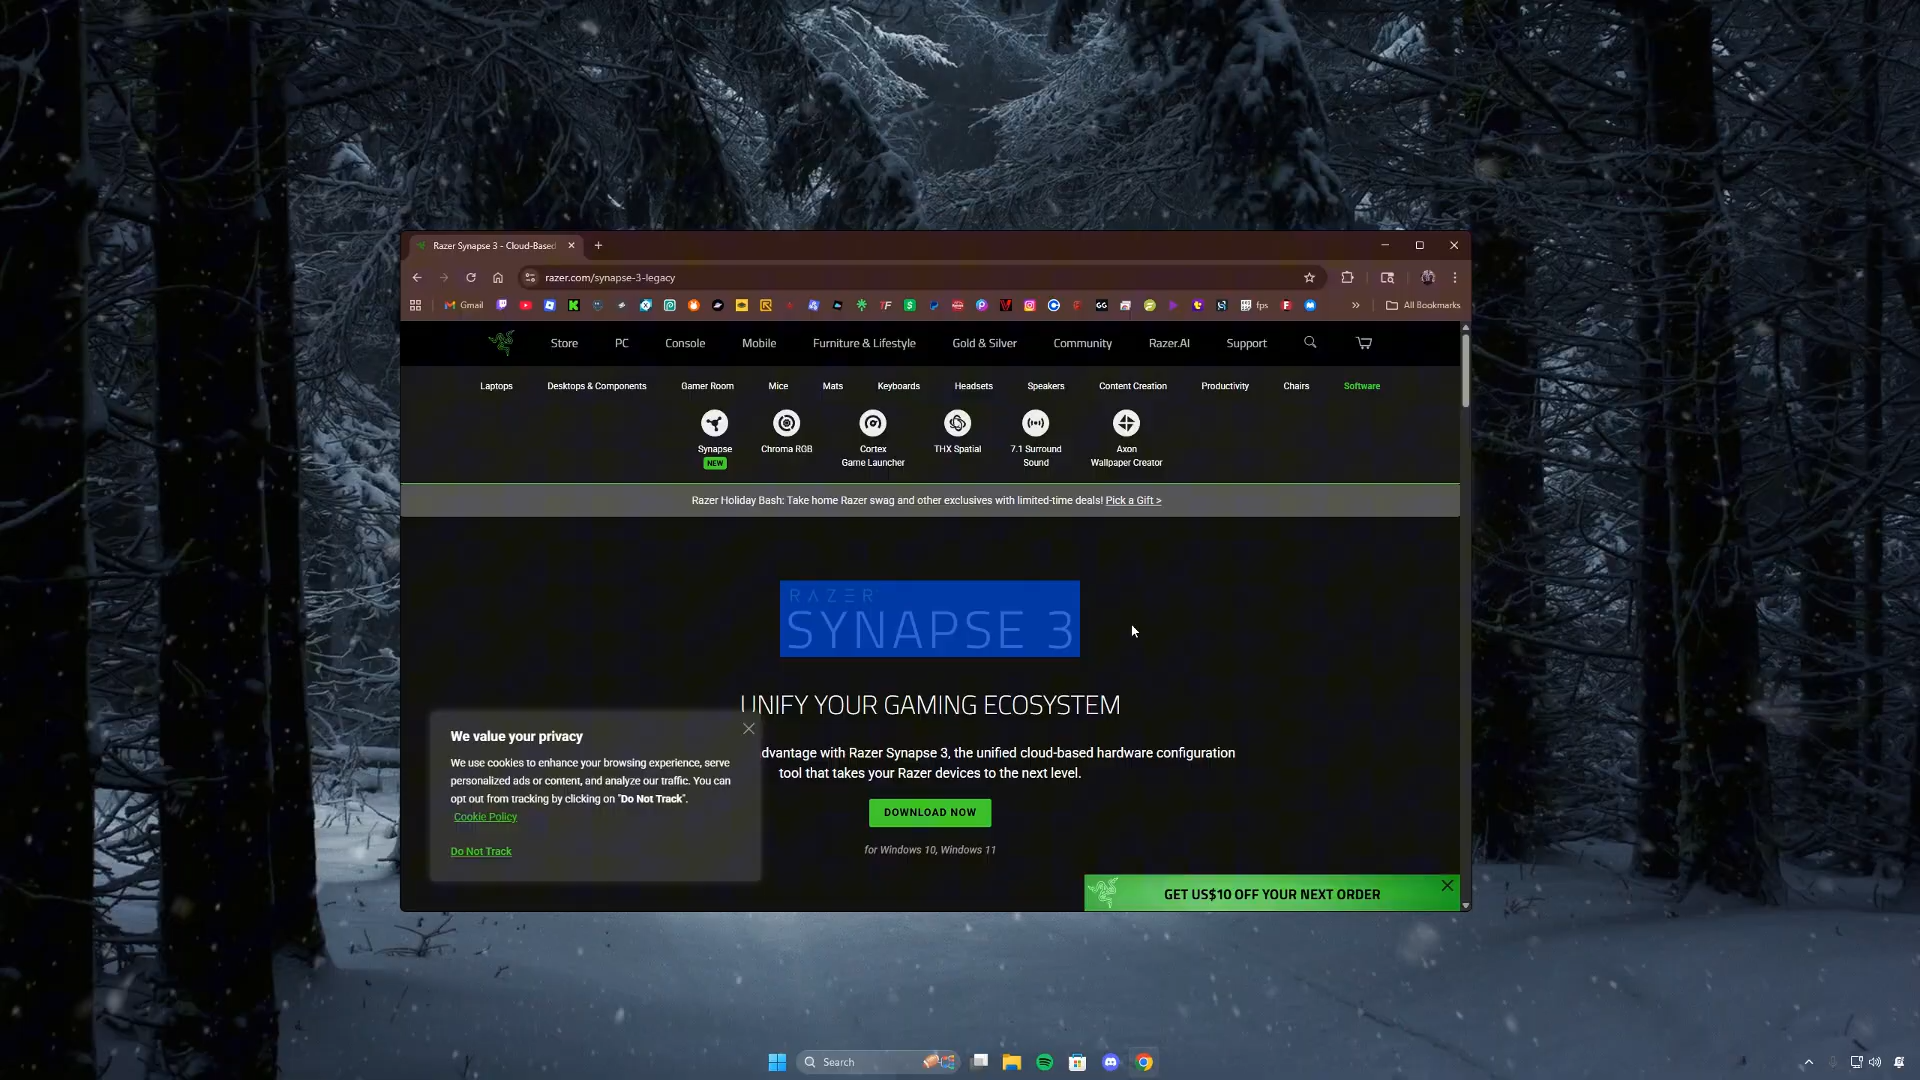 Razer Synapse 3 - Cloud-Based
razer.com/synapse-3-legacy
Gmail
fps
All Bookmarks
Store
PC
Console
Mobile
Furniture & Lifestyle
Gold & Silver
Community
Razer.AI
Support
Laptops
Desktops & Components
Gamer Room
Mice
Mats
Keyboards
Headsets
Speakers
Content Creation
Productivity
Chairs
Software
Synapse
NEW
Chroma RGB
Cortex
Game Launcher
THX Spatial
7.1 Surround
Sound
Axon
Wallpaper Creator
Razer Holiday Bash: Take home Razer swag and other exclusives with limited-time deals! Pick a Gift >
RAZER
SYNAPSE 3
UNIFY YOUR GAMING ECOSYSTEM
dvantage with Razer Synapse 3, the unified cloud-based hardware configuration
tool that takes your Razer devices to the next level.
DOWNLOAD NOW
for Windows 10, Windows 11
We value your privacy
We use cookies to enhance your browsing experience, serve
personalized ads or content, and analyze our traffic. You can
opt out from tracking by clicking on "Do Not Track".
Cookie Policy
Do Not Track
GET US$10 OFF YOUR NEXT ORDER
Search